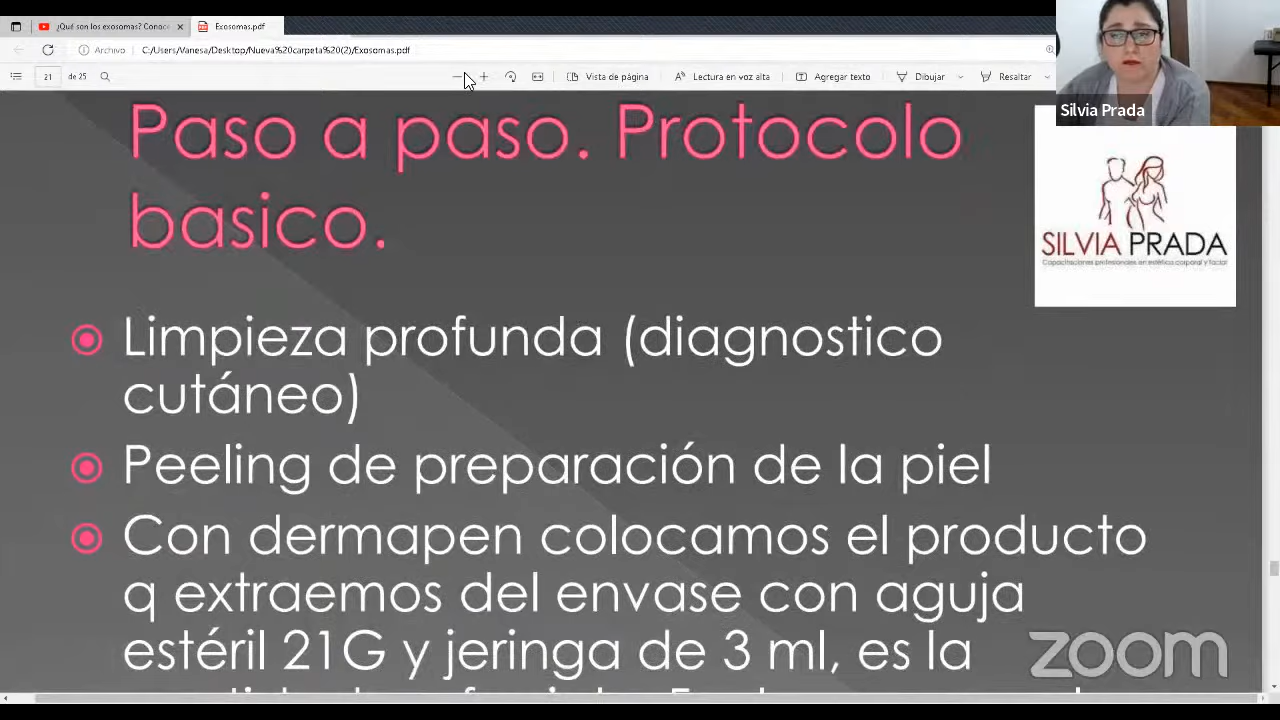 ¿Qué son los exosomas? Conocé
Exosomas.pdf
Archivo
C:/Users/Vanesa/Desktop/Nueva%20carpeta%20(2)/Exosomas.pdf
21 de 25
Vista de página
Lectura en voz alta
Agregar texto
Dibujar
Resaltar
Silvia Prada
Paso a paso. Protocolo
basico.
SILVIA PRADA
Capacitaciones profesionales en estética corporal y facial
Limpieza profunda (diagnostico
cutáneo)
Peeling de preparación de la piel
Con dermapen colocamos el producto
q extraemos del envase con aguja
estéril 21G y jeringa de 3 ml, es la
zoom